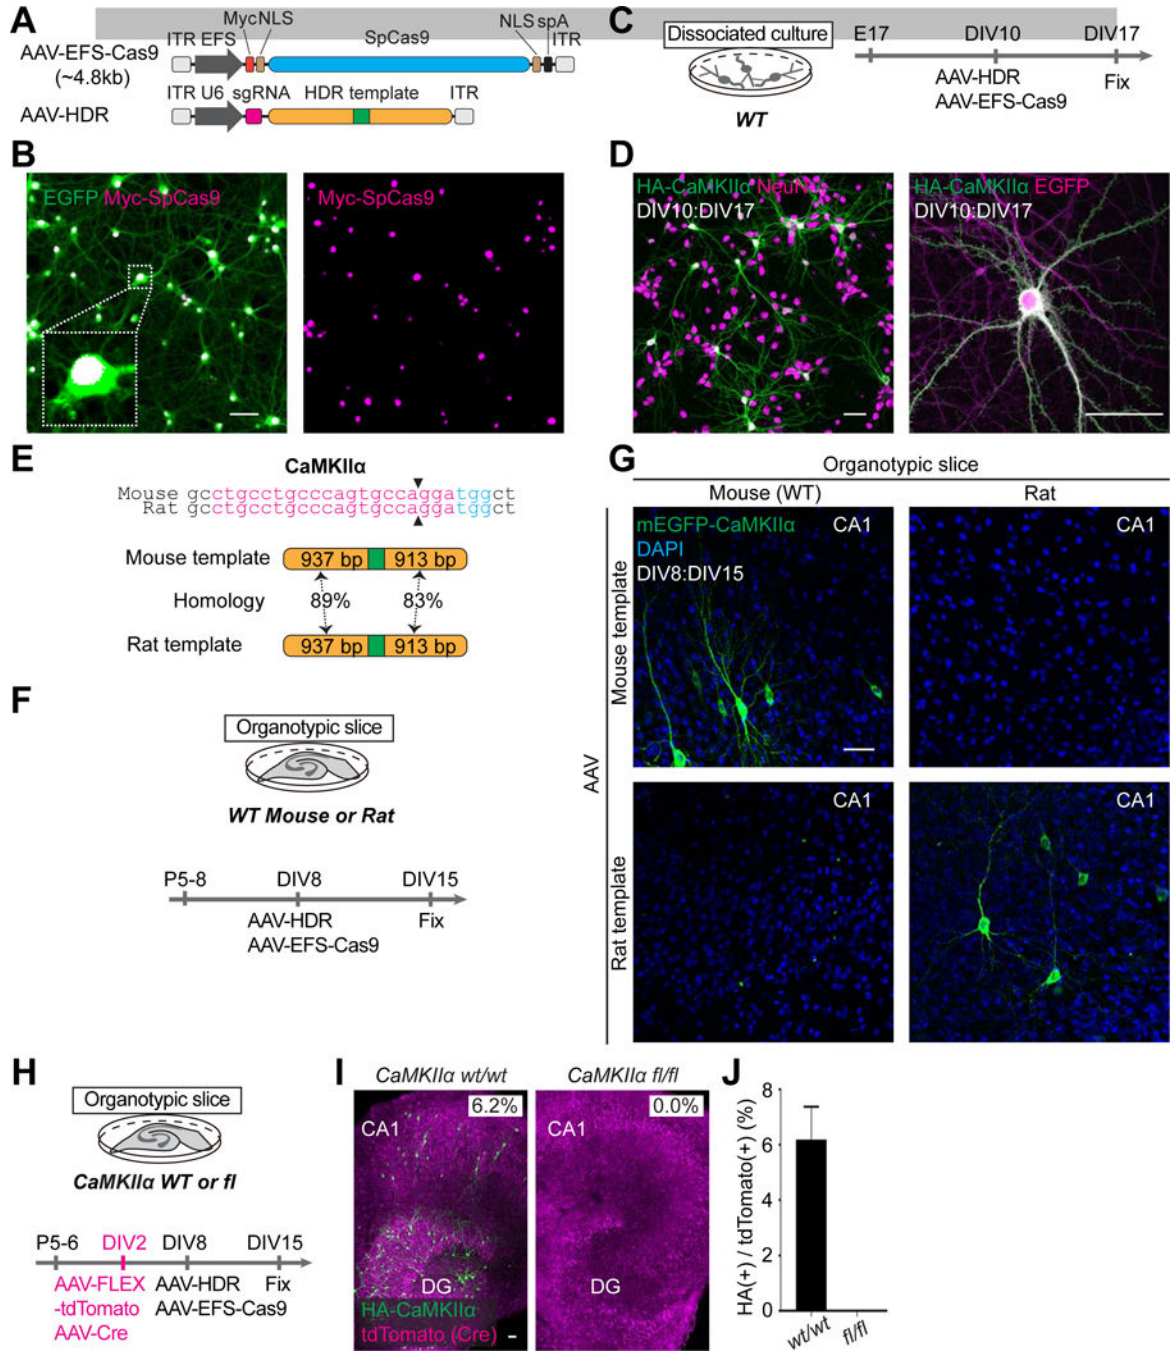 A
Myc NLS
NLS spA
ITR EFS
SpCas9
ITR
AAV-EFS-Cas9
(~4.8kb)
ITR U6 sgRNA
HDR template
ITR
AAV-HDR
B
EGFP Myc-SpCas9
Myc-SpCas9
C
Dissociated culture
WT
E17
DIV10
DIV17
AAV-HDR
AAV-EFS-Cas9
Fix
D
HA-CaMKIIα NeuN
DIV10:DIV17
HA-CaMKIIα EGFP
DIV10:DIV17
E
CaMKIIα
Mouse gcctgcctgcccagtgccaggatggct
Rat gcctgcctgcccagtgccaggatggct
Mouse template
937 bp
913 bp
Homology
89%
83%
Rat template
937 bp
913 bp
F
Organotypic slice
WT Mouse or Rat
P5-8
DIV8
DIV15
AAV-HDR
AAV-EFS-Cas9
Fix
G
Organotypic slice
Mouse (WT)
Rat
AAV
Mouse template
mEGFP-CaMKIIα
DAPI
DIV8:DIV15
CA1
CA1
Rat template
CA1
CA1
H
Organotypic slice
CaMKIIα WT or fl
P5-6
DIV2
DIV8
DIV15
AAV-FLEX
-tdTomato
AAV-Cre
AAV-HDR
AAV-EFS-Cas9
Fix
I
CaMKIIα wt/wt
CaMKIIα fl/fl
6.2%
0.0%
CA1
CA1
DG
DG
HA-CaMKIIα
tdTomato (Cre)
J
HA(+) / tdTomato(+) (%)
8
6
4
2
0
wt/wt
fl/fl